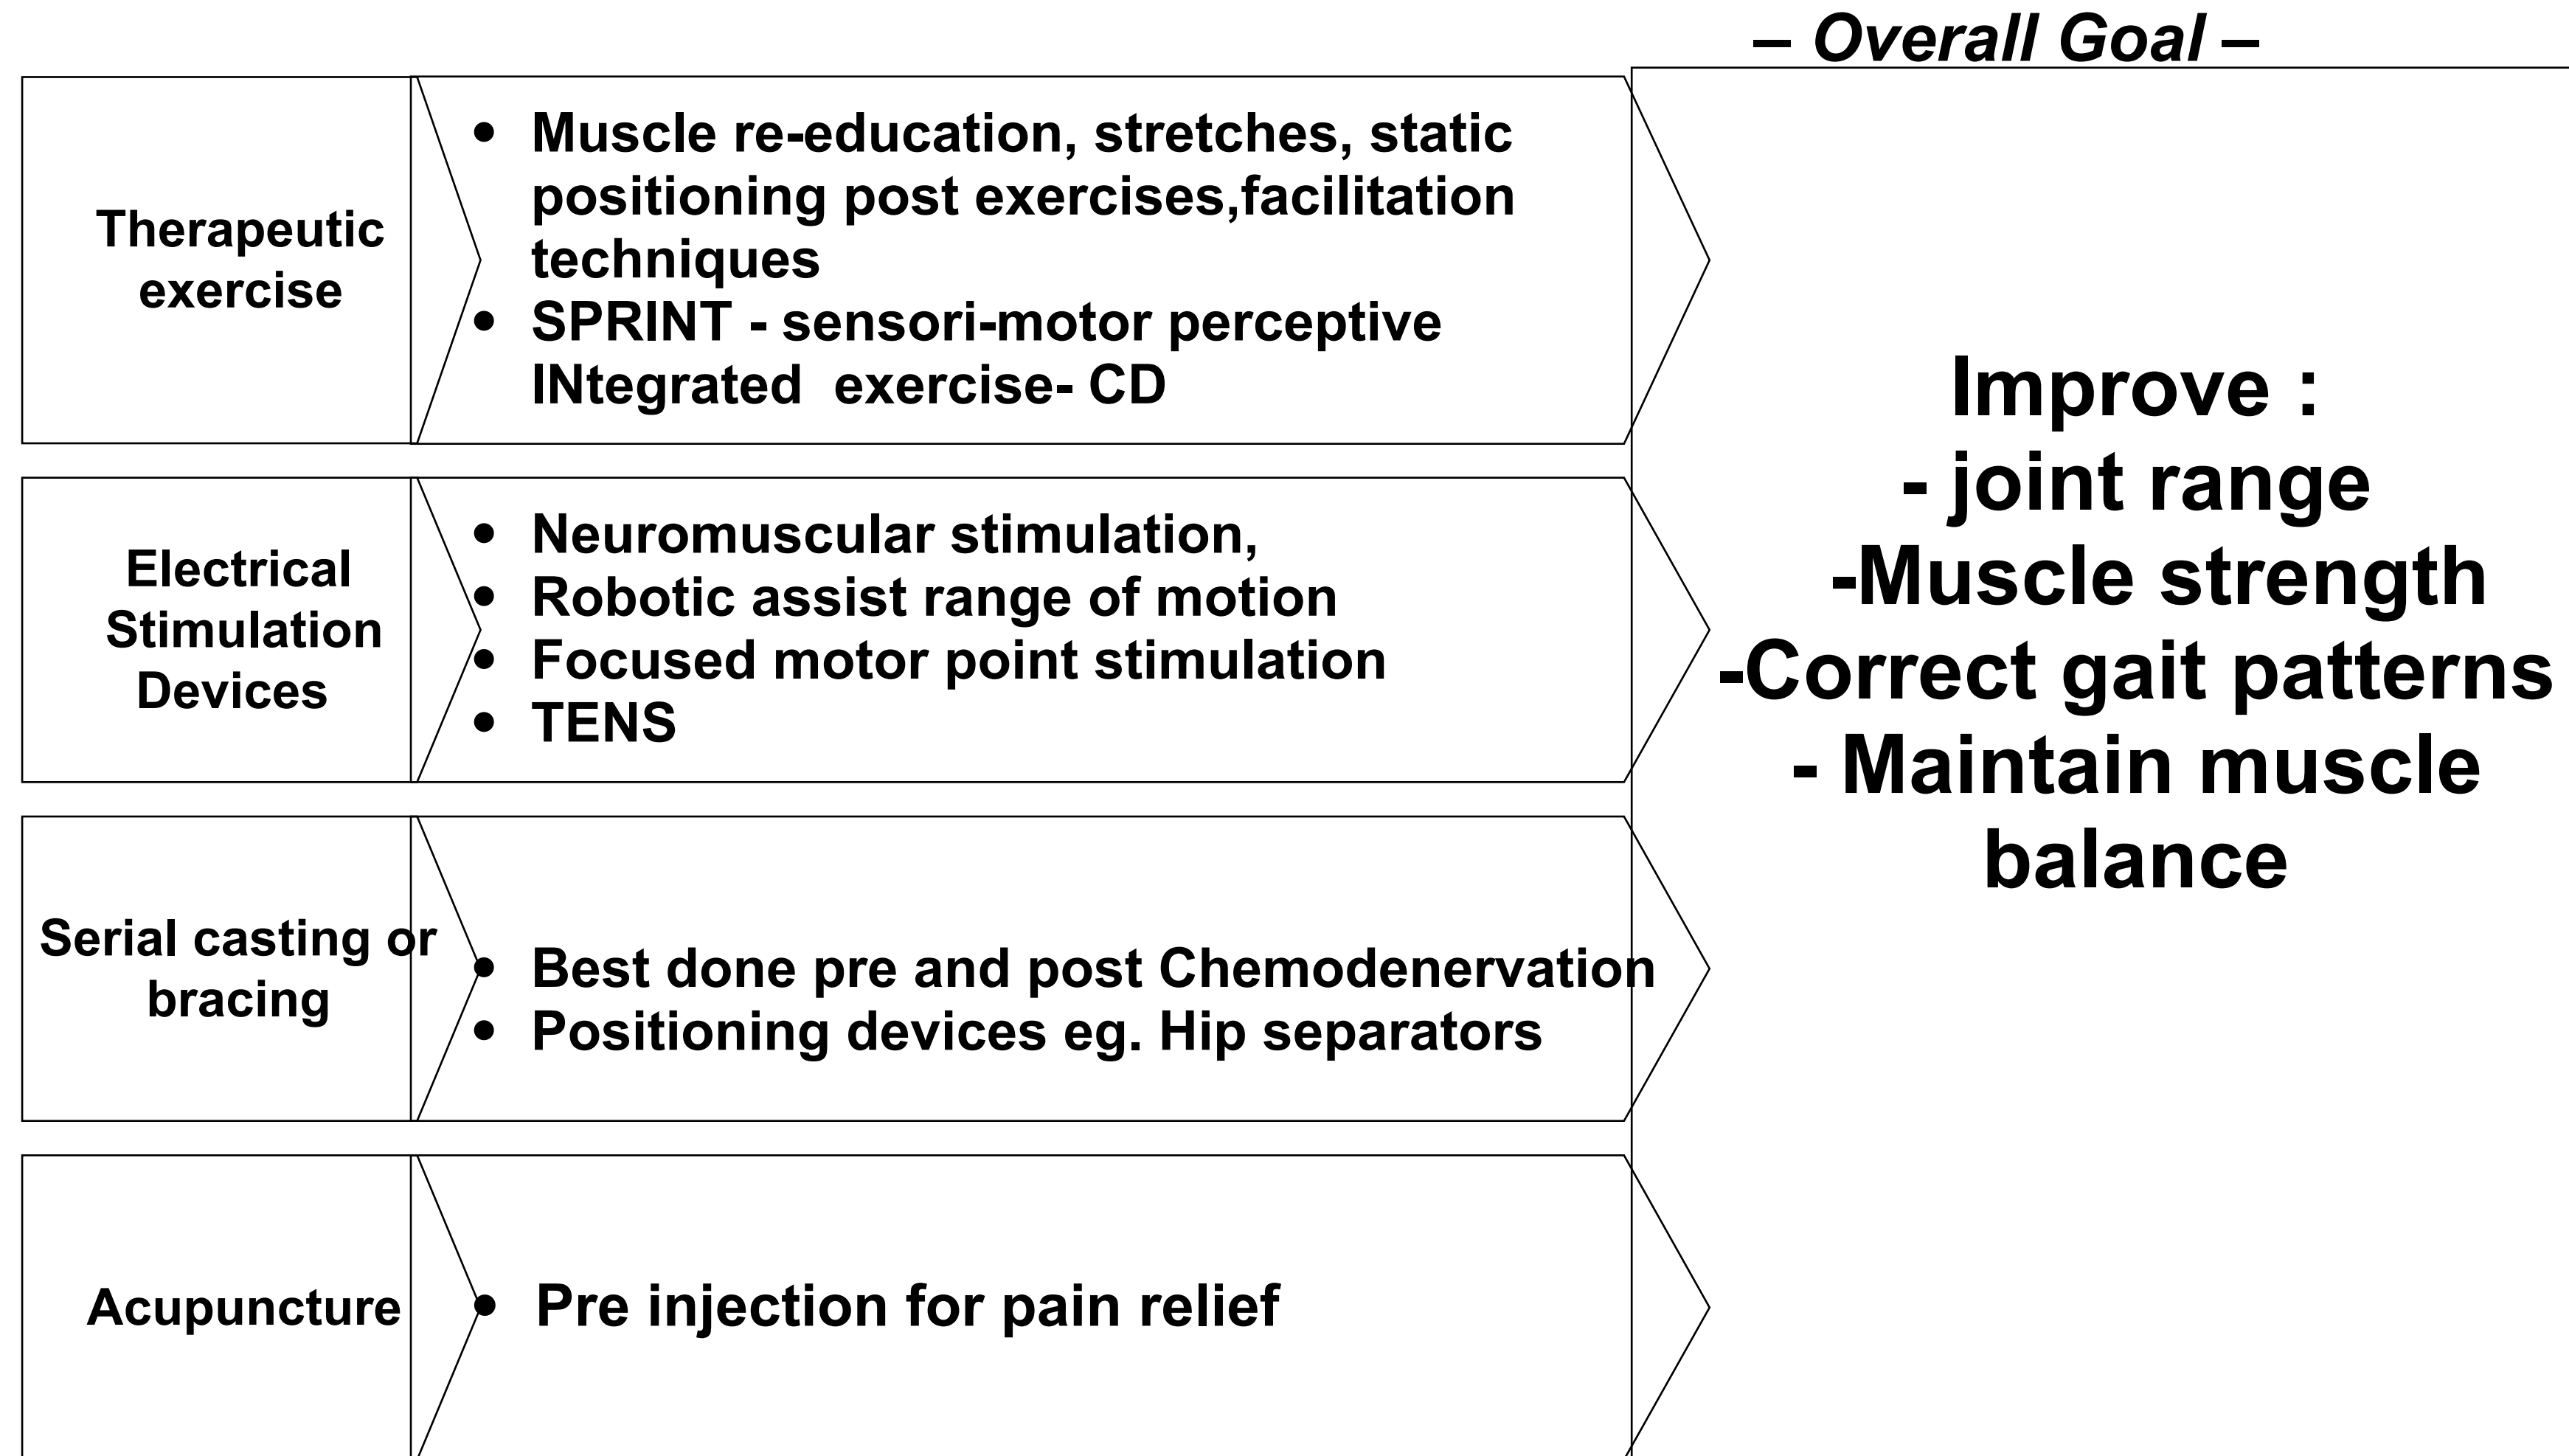 – Overall Goal –
Therapeutic
exercise
• Muscle re-education, stretches, static
positioning post exercises,facilitation
techniques
• SPRINT - sensori-motor perceptive
INtegrated exercise- CD
Electrical
Stimulation
Devices
• Neuromuscular stimulation,
• Robotic assist range of motion
• Focused motor point stimulation
• TENS
Serial casting or
bracing
• Best done pre and post Chemodenervation
• Positioning devices eg. Hip separators
Acupuncture
• Pre injection for pain relief
Improve :
- joint range
-Muscle strength
-Correct gait patterns
- Maintain muscle
balance